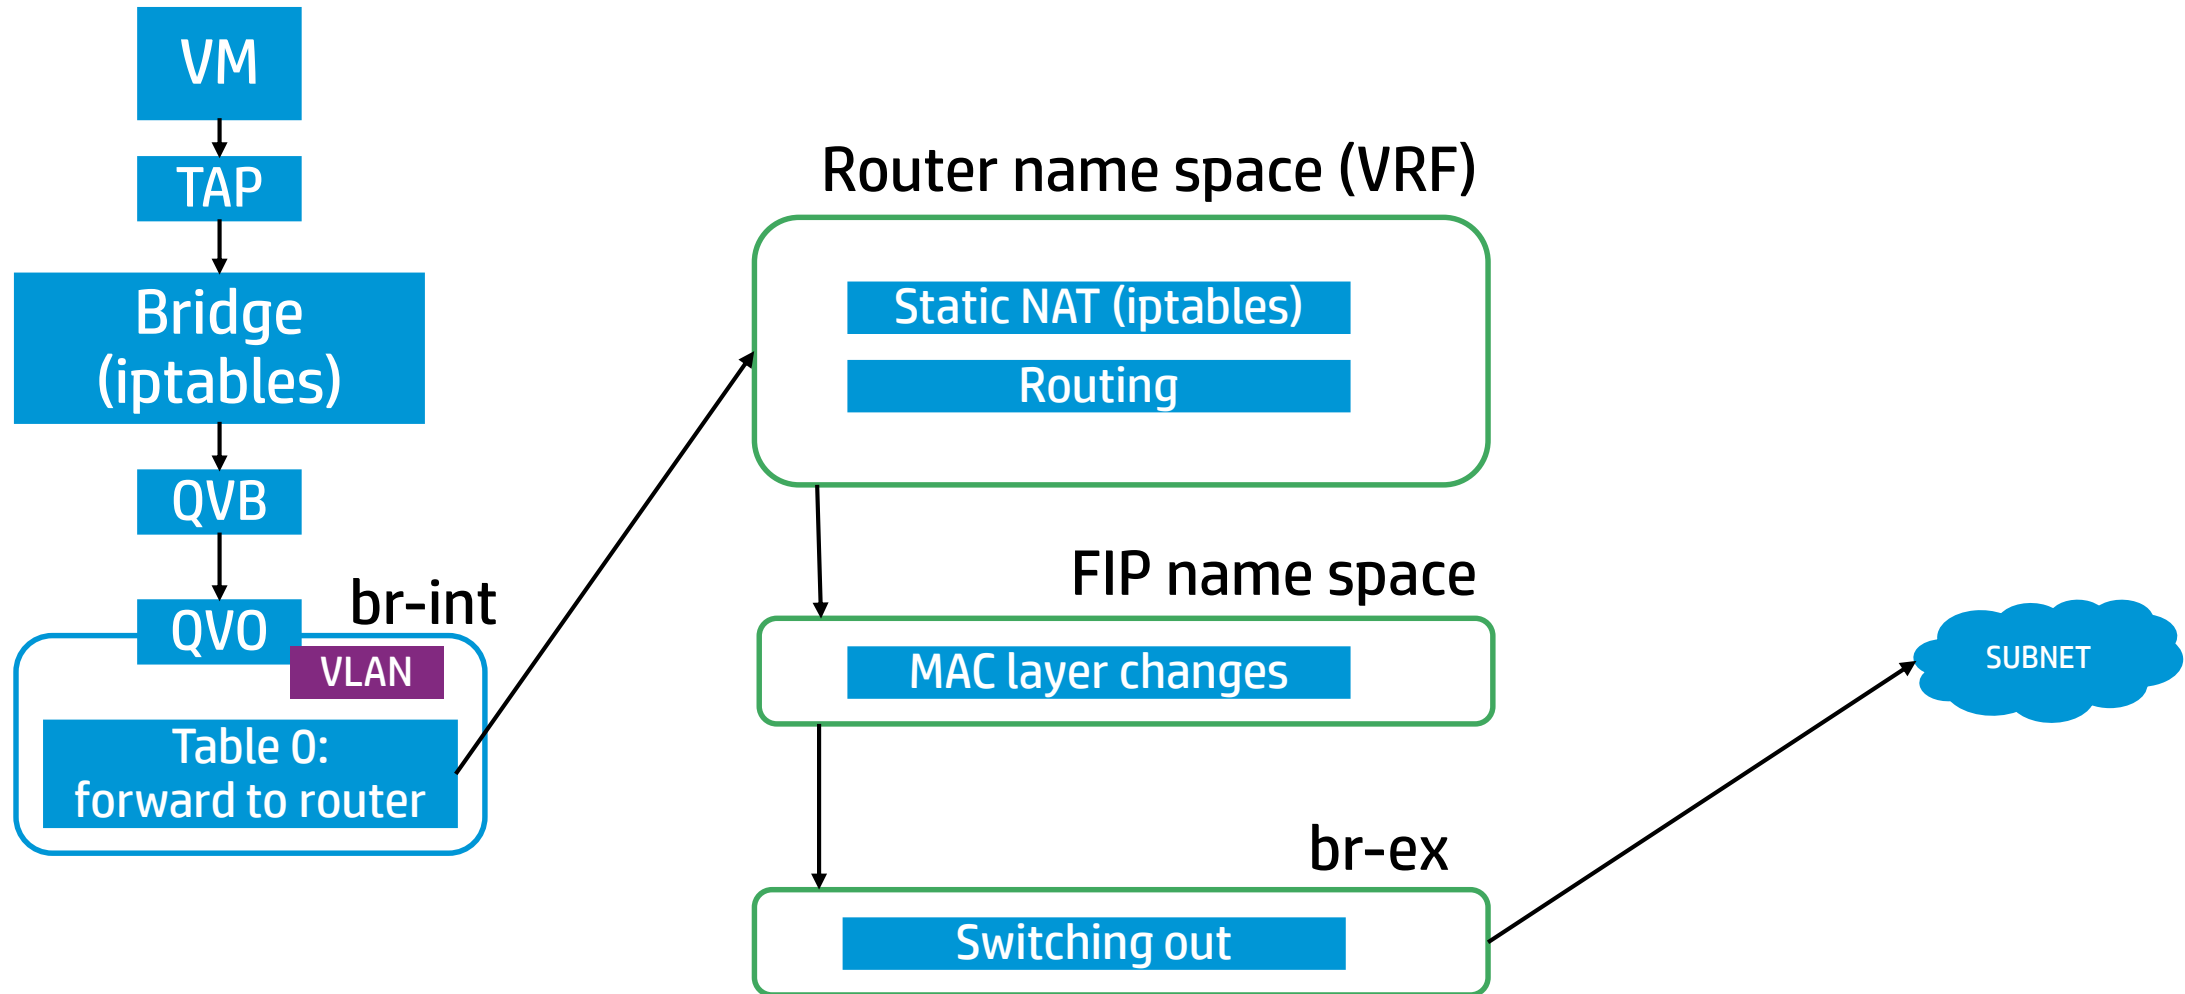 VM
TAP
Bridge
(iptables)
QVB
QVO
br-int
VLAN
Table 0:
forward to router
Router name space (VRF)
Static NAT (iptables)
Routing
FIP name space
MAC layer changes
br-ex
Switching out
SUBNET